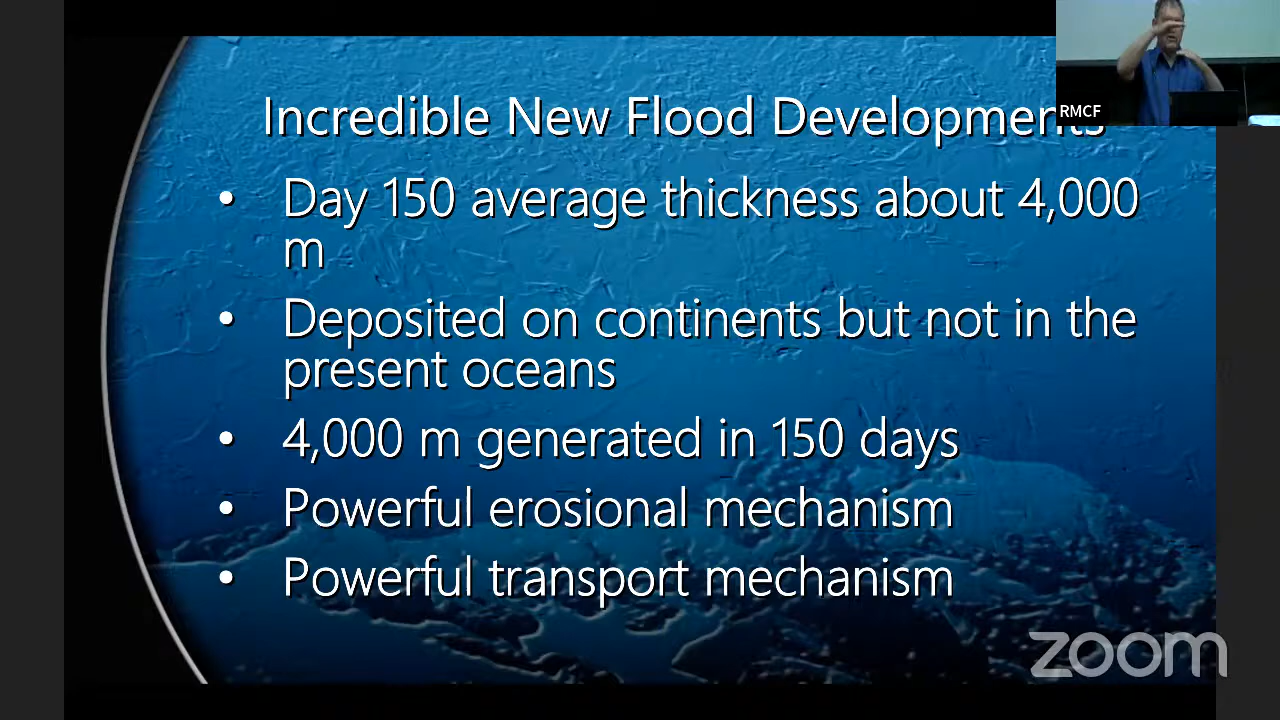 Incredible New Flood Developments
RMCF
• Day 150 average thickness about 4,000
m
• Deposited on continents but not in the
present oceans
• 4,000 m generated in 150 days
• Powerful erosional mechanism
• Powerful transport mechanism
zoom